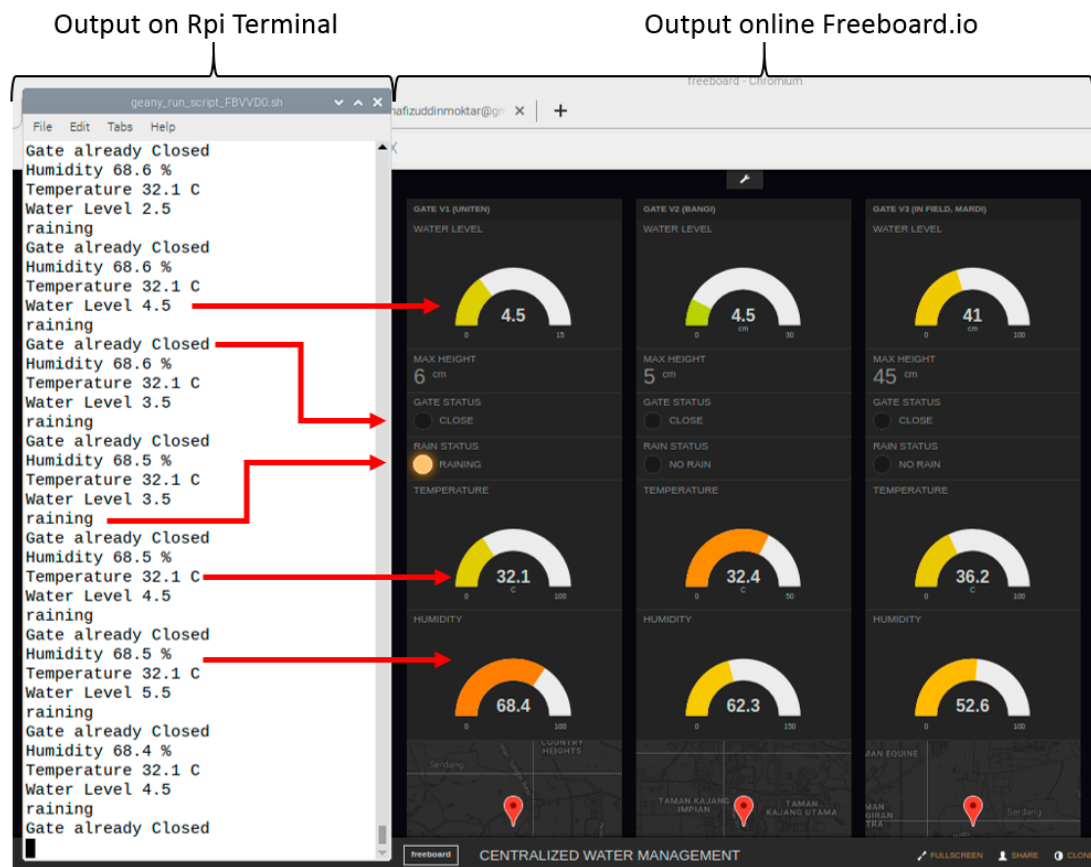 Output on Rpi Terminal
Output online Freeboard.io
freeboard - Chromium
geany_run_script_FBVVD0.sh
nafizuddinmoktar@gn
File Edit Tabs Help
Gate already Closed
Humidity 68.6 %
Temperature 32.1 C
Water Level 2.5
raining
Gate already Closed
Humidity 68.6 %
Temperature 32.1 C
Water Level 4.5
raining
Gate already Closed
Humidity 68.6 %
Temperature 32.1 C
Water Level 3.5
raining
Gate already Closed
Humidity 68.5 %
Temperature 32.1 C
Water Level 3.5
raining
Gate already Closed
Humidity 68.5 %
Temperature 32.1 C
Water Level 4.5
raining
Gate already Closed
Humidity 68.5 %
Temperature 32.1 C
Water Level 5.5
raining
Gate already Closed
Humidity 68.4 %
Temperature 32.1 C
Water Level 4.5
raining
Gate already Closed
GATE V1 (UNITEN)
WATER LEVEL
4.5
0 15
MAX HEIGHT
6 cm
GATE STATUS
CLOSE
RAIN STATUS
RAINING
TEMPERATURE
32.1
C
0 100
HUMIDITY
68.4
0 100
COUNTRY
HEIGHTS
Serdang
GATE V2 (BANGI)
WATER LEVEL
4.5
cm
0 30
MAX HEIGHT
5 cm
GATE STATUS
CLOSE
RAIN STATUS
NO RAIN
TEMPERATURE
32.4
C
0 50
HUMIDITY
62.3
0 150
TAMAN KAJANG
IMPIAN
TAMAN
KAJANG UTAMA
GATE V3 (IN FIELD, MARDI)
WATER LEVEL
41
cm
0 100
MAX HEIGHT
45 cm
GATE STATUS
CLOSE
RAIN STATUS
NO RAIN
TEMPERATURE
36.2
C
0 100
HUMIDITY
52.6
0 100
MAN EQUINE
MAN
GIRAN
TRA
Serdang
freeboard
CENTRALIZED WATER MANAGEMENT
FULLSCREEN SHARE CLONE